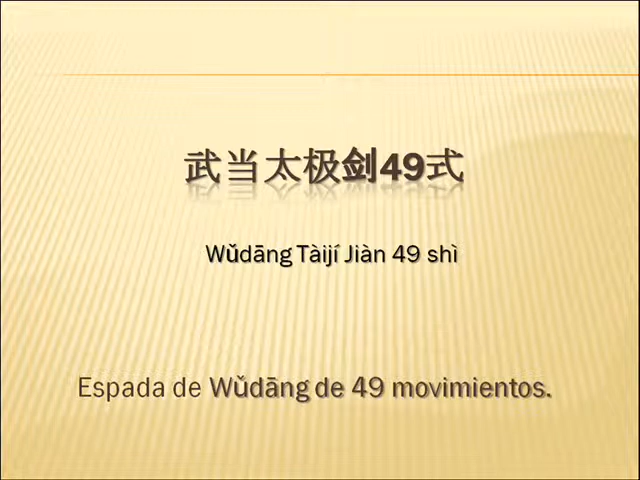 武当太极剑49式
Wǔdāng Tàijí Jiàn 49 shì
Espada de Wǔdāng de 49 movimientos.